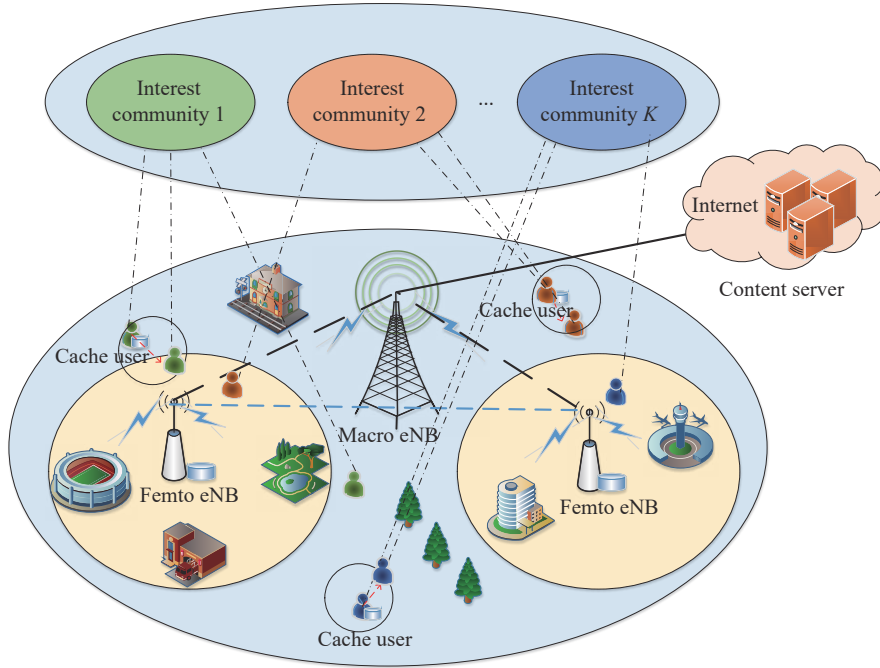 Interest
community 1
Interest
community 2
...
Interest
community K
Internet
Content server
Cache user
Cache user
Macro eNB
Femto eNB
Femto eNB
Cache user